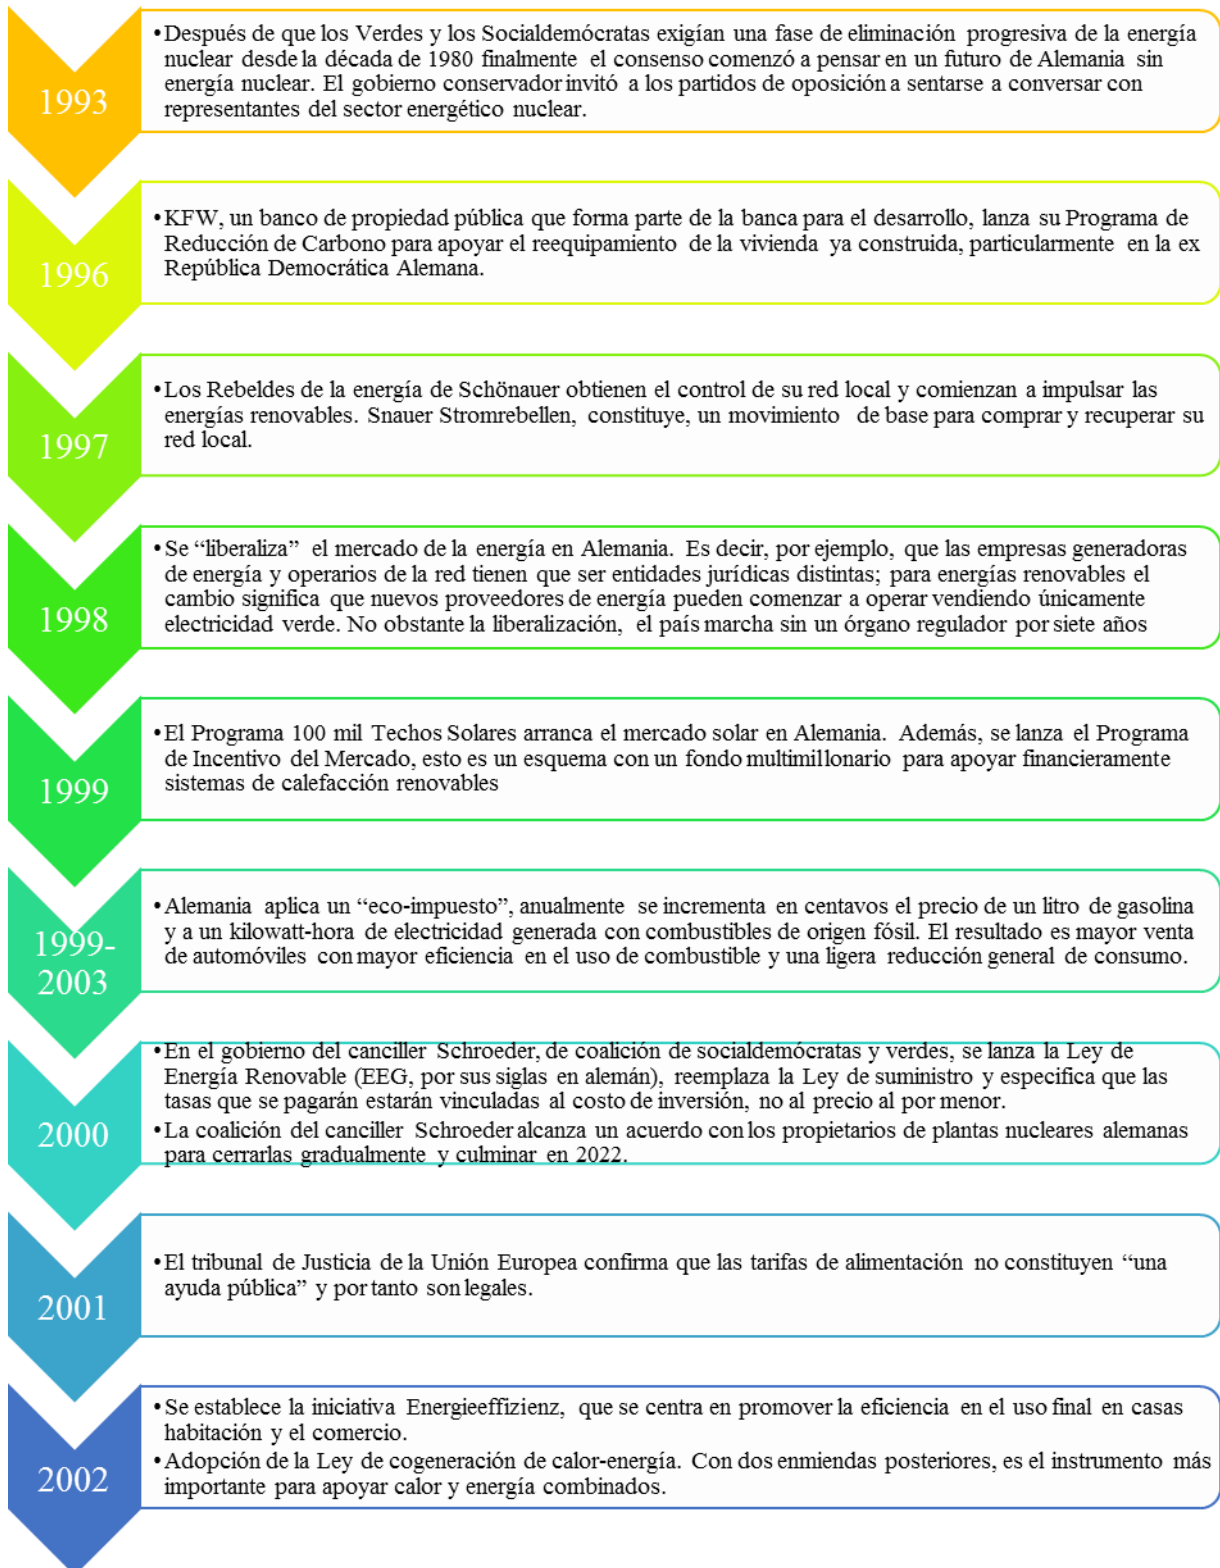 1993
•Después de que los Verdes y los Socialdemócratas exigían una fase de eliminación progresiva de la energía
nuclear desde la década de 1980 finalmente el consenso comenzó a pensar en un futuro de Alemania sin
energía nuclear. El gobierno conservador invitó a los partidos de oposición a sentarse a conversar con
representantes del sector energético nuclear.
1996
•KFW, un banco de propiedad pública que forma parte de la banca para el desarrollo, lanza su Programa de
Reducción de Carbono para apoyar el reequipamiento de la vivienda ya construida, particularmente en la ex
República Democrática Alemana.
1997
•Los Rebeldes de la energía de Schönauer obtienen el control de su red local y comienzan a impulsar las
energías renovables. Snauer Stromrebellen, constituye, un movimiento de base para comprar y recuperar su
red local.
1998
•Se “liberaliza” el mercado de la energía en Alemania. Es decir, por ejemplo, que las empresas generadoras
de energía y operarios de la red tienen que ser entidades jurídicas distintas; para energías renovables el
cambio significa que nuevos proveedores de energía pueden comenzar a operar vendiendo únicamente
electricidad verde. No obstante la liberalización, el país marcha sin un órgano regulador por siete años
1999
•El Programa 100 mil Techos Solares arranca el mercado solar en Alemania. Además, se lanza el Programa
de Incentivo del Mercado, esto es un esquema con un fondo multimillonario para apoyar financieramente
sistemas de calefacción renovables
1999-
2003
•Alemania aplica un “eco-impuesto”, anualmente se incrementa en centavos el precio de un litro de gasolina
y a un kilowatt-hora de electricidad generada con combustibles de origen fósil. El resultado es mayor venta
de automóviles con mayor eficiencia en el uso de combustible y una ligera reducción general de consumo.
2000
•En el gobierno del canciller Schroeder, de coalición de socialdemócratas y verdes, se lanza la Ley de
Energía Renovable (EEG, por sus siglas en alemán), reemplaza la Ley de suministro y especifica que las
tasas que se pagarán estarán vinculadas al costo de inversión, no al precio al por menor.
•La coalición del canciller Schroeder alcanza un acuerdo con los propietarios de plantas nucleares alemanas
para cerrarlas gradualmente y culminar en 2022.
2001
•El tribunal de Justicia de la Unión Europea confirma que las tarifas de alimentación no constituyen “una
ayuda pública” y por tanto son legales.
2002
•Se establece la iniciativa Energieeffizienz, que se centra en promover la eficiencia en el uso final en casas
habitación y el comercio.
•Adopción de la Ley de cogeneración de calor-energía. Con dos enmiendas posteriores, es el instrumento más
importante para apoyar calor y energía combinados.